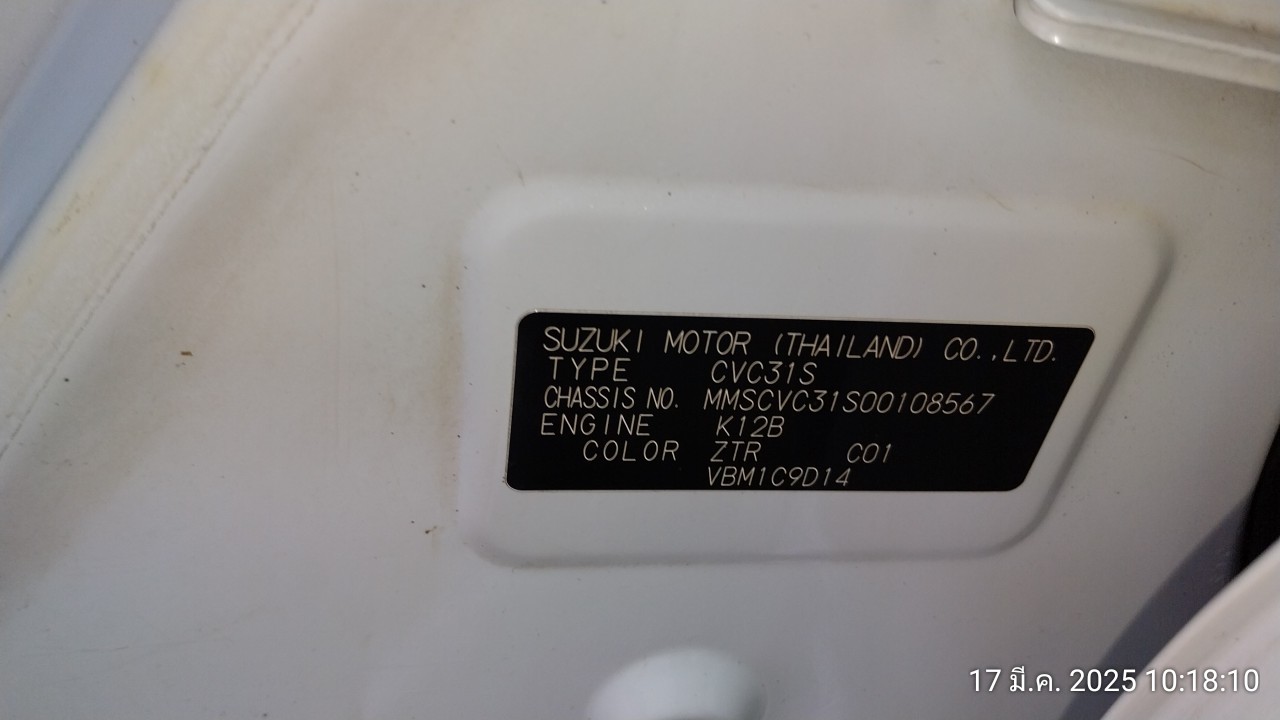 SUZUKI MOTOR (THAILAND) CO.,LTD.
TYPE CVC31S
CHASSIS NO. MMSCVC31S00108567
ENGINE K12B
COLOR ZTR C01
VBM1C9D14
17 มี.ค. 2025 10:18:10